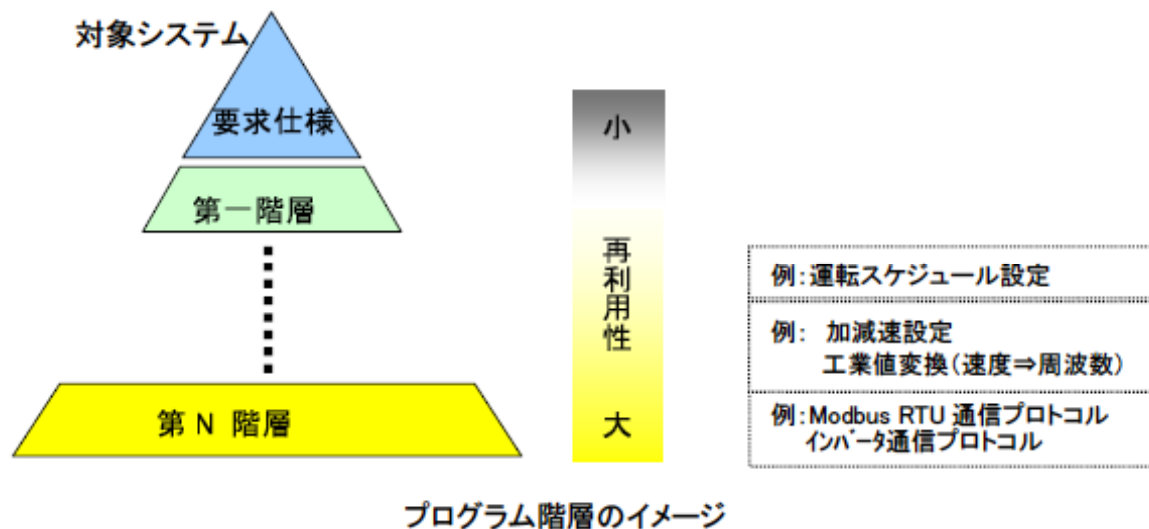 対象システム
要求仕様
第一階層
第 N 階層
小
再利用性
大
例：運転スケジュール設定
例： 加減速設定
工業値変換(速度⇒周波数)
例：Modbus RTU 通信プロトコル
インバータ通信プロトコル
プログラム階層のイメージ